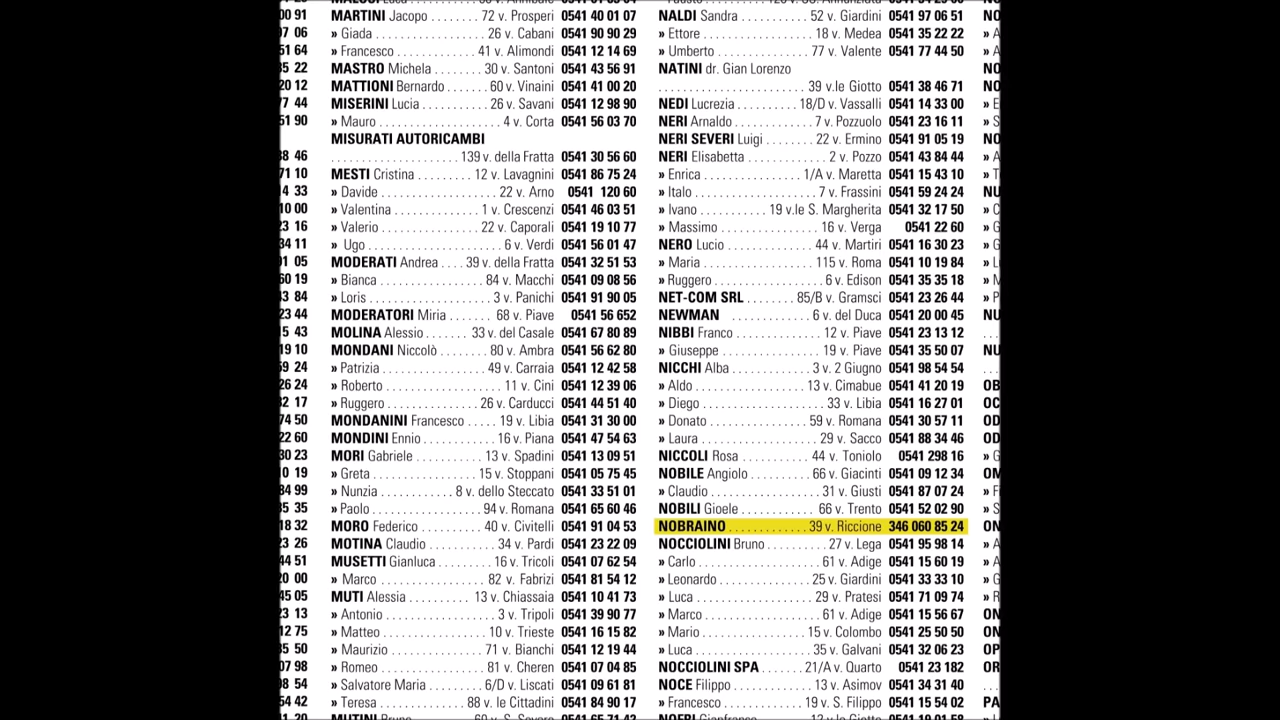 MARTINI Jacopo ........ 72 v. Prosperi 0541 40 01 07
» Giada ............... 26 v. Cabani 0541 90 90 29
» Francesco ....... 41 v. Alimondi 0541 12 14 69
MASTRO Michela ....... 30 v. Santoni 0541 43 56 91
MATTIONI Bernardo .... 60 v. Vinaini 0541 41 00 20
MISERINI Lucia ......... 26 v. Savani 0541 12 98 90
» Mauro ............... 4 v. Corta 0541 56 03 70
MISURATI AUTORICAMBI
................. 139 v. della Fratta 0541 30 56 60
MESTI Cristina ........ 12 v. Lavagnini 0541 86 75 24
» Davide ............... 22 v. Arno 0541 120 60
» Valentina .......... 1 v. Crescenzi 0541 46 03 51
» Valerio .......... 22 v. Caporali 0541 19 10 77
» Ugo ............... 6 v. Verdi 0541 56 01 47
MODERATI Andrea .... 39 v. della Fratta 0541 32 51 53
» Bianca ............ 84 v. Macchi 0541 09 08 56
» Loris ............. 3 v. Panichi 0541 91 90 05
MODERATORI Miria ...... 68 v. Piave 0541 56 652
MOLINA Alessio ...... 33 v. del Casale 0541 67 80 89
MONDANI Niccolò ........ 80 v. Ambra 0541 56 62 80
» Patrizia .......... 49 v. Carraia 0541 12 42 58
» Roberto ............. 11 v. Cini 0541 12 39 06
» Ruggero .......... 26 v. Carducci 0541 44 51 40
MONDANINI Francesco ..... 19 v. Libia 0541 31 30 00
MONDINI Ennio ........... 16 v. Piana 0541 47 54 63
MORI Gabriele ......... 13 v. Spadini 0541 13 09 51
» Greta ............ 15 v. Stoppani 0541 05 75 45
» Nunzia ....... 8 v. dello Steccato 0541 33 51 01
» Paolo ............ 94 v. Romana 0541 65 60 46
MORO Federico ......... 40 v. Civitelli 0541 91 04 53
MOTINA Claudio .......... 34 v. Pardi 0541 23 22 09
MUSETTI Gianluca ........ 16 v. Tricoli 0541 07 62 54
» Marco ............ 82 v. Fabrizi 0541 81 54 12
MUTI Alessia ......... 13 v. Chiassaia 0541 10 41 73
» Antonio ............ 3 v. Tripoli 0541 39 90 77
» Matteo ............ 10 v. Trieste 0541 16 15 82
» Maurizio .......... 71 v. Bianchi 0541 12 19 44
» Romeo ............ 81 v. Cheren 0541 07 04 85
» Salvatore Maria ...... 6/D v. Liscati 0541 09 61 81
» Teresa ........ 88 v. le Cittadini 0541 84 90 17
NALDI Sandra .......... 52 v. Giardini 0541 97 06 51
» Ettore ............. 18 v. Medea 0541 35 22 22
» Umberto .......... 77 v. Valente 0541 77 44 50
NATINI dr. Gian Lorenzo
..................... 39 v.le Giotto 0541 38 46 71
NEDI Lucrezia ......... 18/D v. Vassalli 0541 14 33 00
NERI Arnaldo .......... 7 v. Pozzuolo 0541 23 16 11
NERI SEVERI Luigi ....... 22 v. Ermino 0541 91 05 19
NERI Elisabetta ............ 2 v. Pozzo 0541 43 84 44
» Enrica ........... 1/A v. Maretta 0541 15 43 10
» Italo .............. 7 v. Frassini 0541 59 24 24
» Ivano ....... 19 v.le S. Margherita 0541 32 17 50
» Massimo ............ 16 v. Verga 0541 22 60
NERO Lucio ............ 44 v. Martiri 0541 16 30 23
» Maria ............. 115 v. Roma 0541 10 19 84
» Ruggero ............. 6 v. Edison 0541 35 35 18
NET-COM SRL ........ 85/B v. Gramsci 0541 23 26 44
NEWMAN ........... 6 v. del Duca 0541 20 00 45
NIBBI Franco ............. 12 v. Piave 0541 23 13 12
» Giuseppe ............ 19 v. Piave 0541 35 50 07
NICCHI Alba .......... 3 v. 2 Giugno 0541 98 54 54
» Aldo ............ 13 v. Cimabue 0541 41 20 19
» Diego .............. 33 v. Libia 0541 16 27 01
» Donato ........... 59 v. Romana 0541 30 57 11
» Laura ............. 29 v. Sacco 0541 88 34 46
NICCOLI Rosa .......... 44 v. Toniolo 0541 298 16
NOBILE Angiolo ........ 66 v. Giacinti 0541 09 12 34
» Claudio ............. 31 v. Giusti 0541 87 07 24
NOBILI Gioele ........... 66 v. Trento 0541 52 02 90
NOBRAINO ............ 39 v. Riccione 346 060 85 24
NOCCIOLINI Bruno ......... 27 v. Lega 0541 95 98 14
» Carlo .............. 61 v. Adige 0541 15 60 19
» Leonardo ......... 25 v. Giardini 0541 33 33 10
» Luca ............. 29 v. Pratesi 0541 71 09 74
» Marco ............. 61 v. Adige 0541 15 56 67
» Mario ........... 15 v. Colombo 0541 25 50 50
» Luca ............. 35 v. Galvani 0541 32 06 23
NOCCIOLINI SPA ...... 21/A v. Quarto 0541 23 182
NOCE Filippo ........... 13 v. Asimov 0541 34 31 40
» Francesco ........ 19 v. S. Filippo 0541 15 54 02